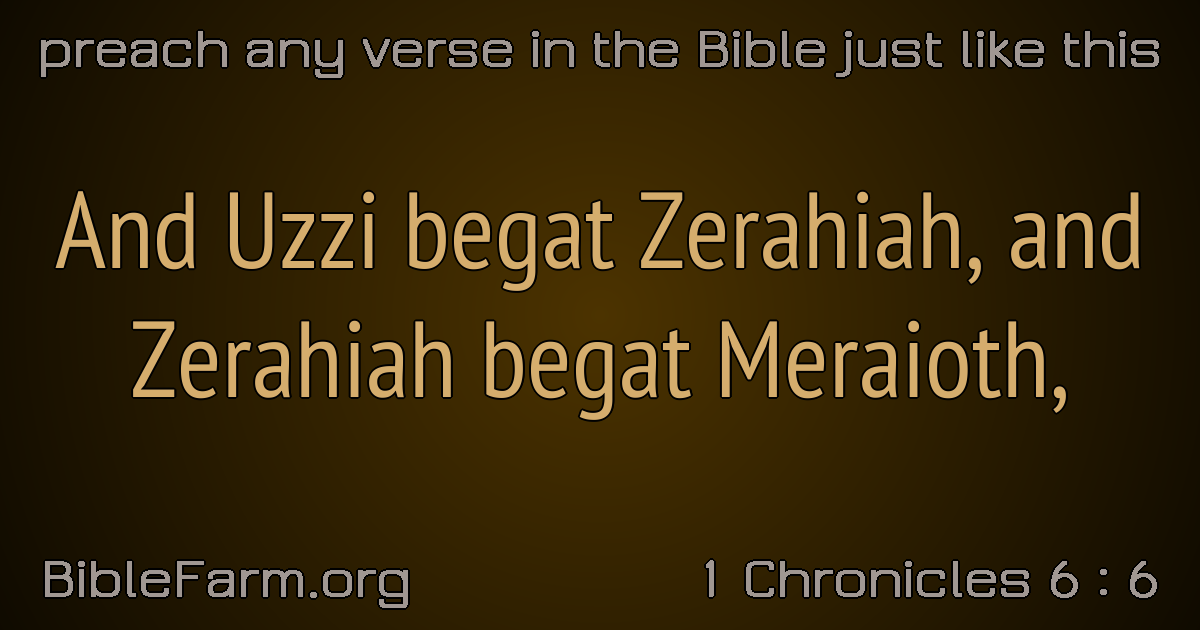 preach any verse in the Bible just like this
And Uzzi begat Zerahiah, and
Zerahiah begat Meraioth,
BibleFarm.org
1 Chronicles 6 : 6